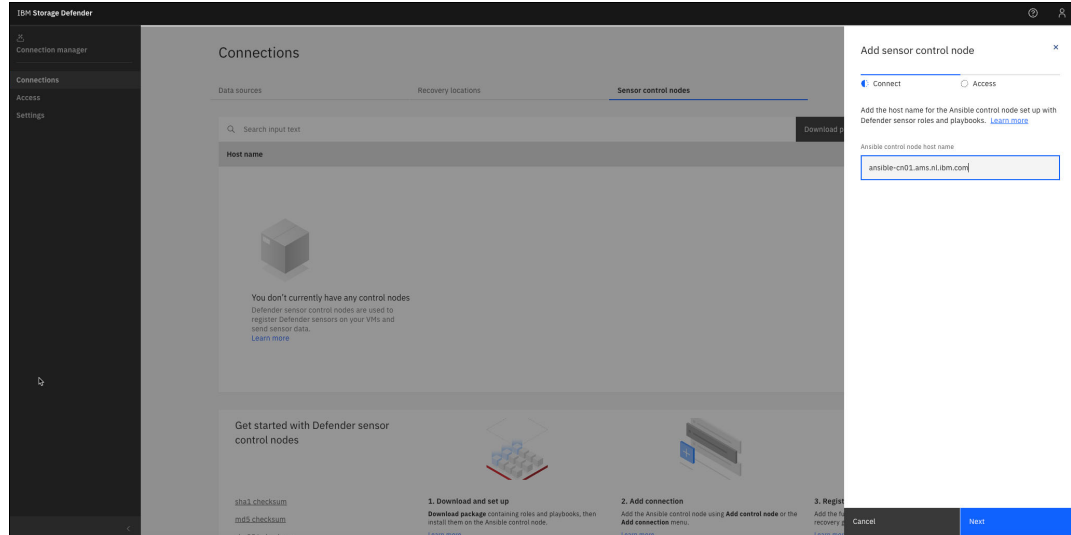 IBM Storage Defender
Connection manager
Connections
Access
Settings
Connections
Data sources
Recovery locations
Sensor control nodes
Search input text
Download p
Host name
You don't currently have any control nodes
Defender sensor control nodes are used to
register Defender sensors on your VMs and
send sensor data.
Learn more
Get started with Defender sensor
control nodes
sha1 checksum
md5 checksum
1. Download and set up
Download package containing roles and playbooks, then
install them on the Ansible control node.
Learn more
2. Add connection
Add the Ansible control node using Add control node or the
Add connection menu.
Learn more
3. Regist
Add the fu
recovery g
Learn more
Add sensor control node
Connect
Access
Add the host name for the Ansible control node set up with
Defender sensor roles and playbooks. Learn more
Ansible control node host name
ansible-cn01.ams.nl.ibm.com
Cancel
Next